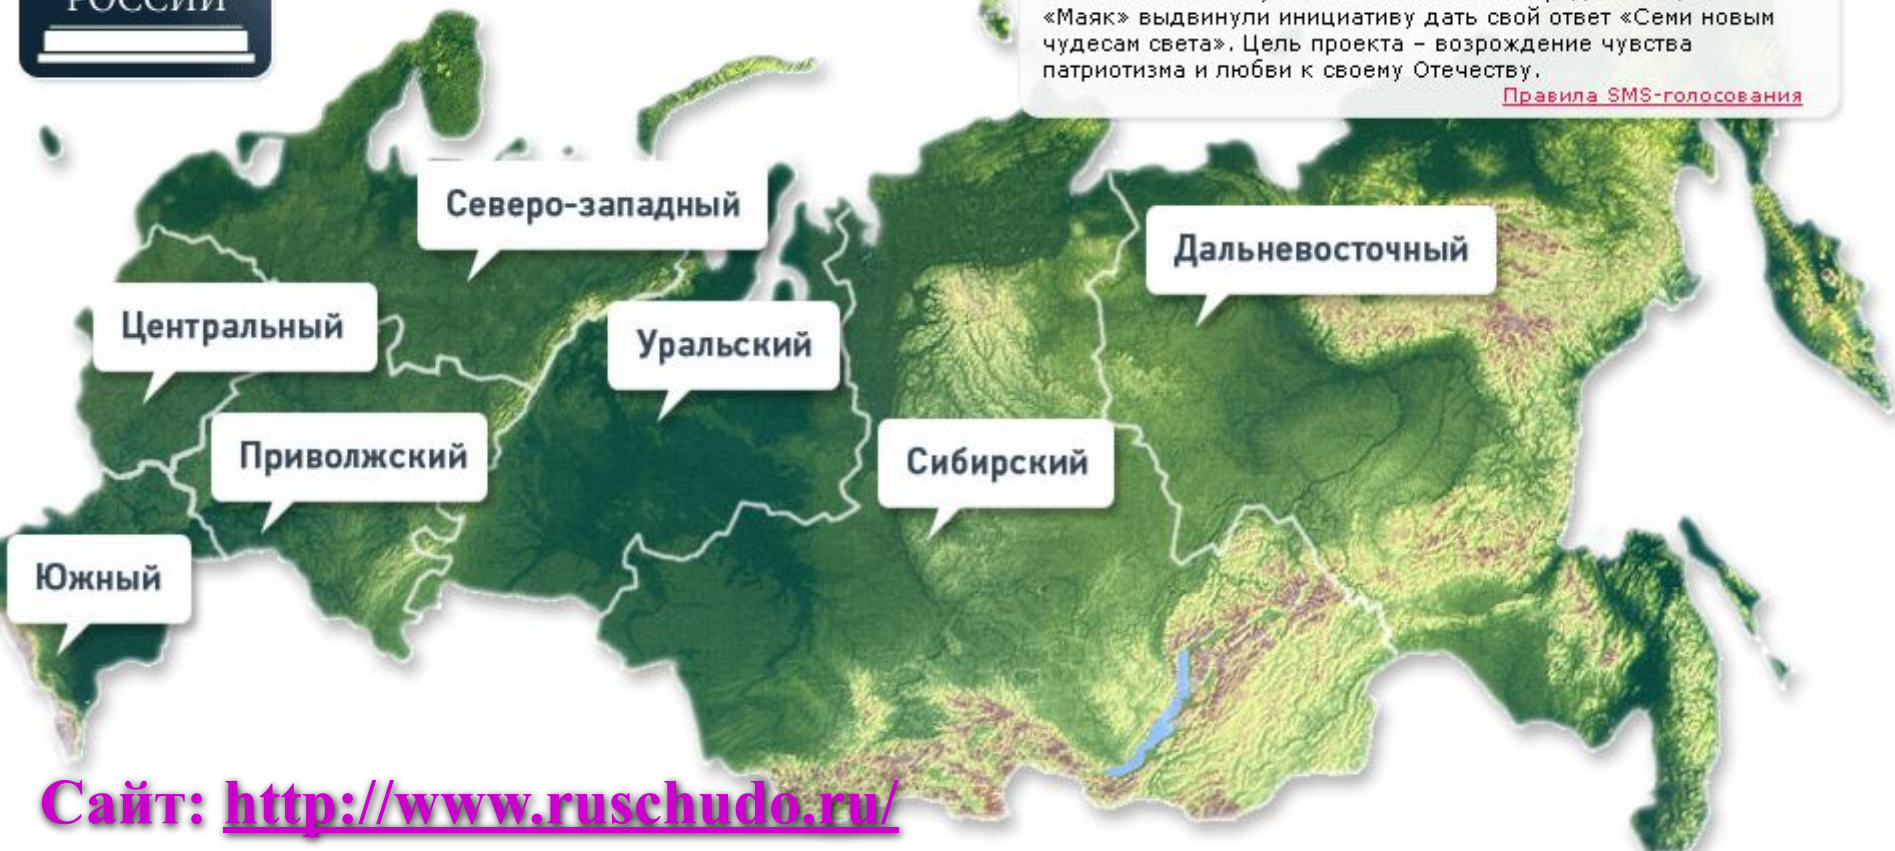 РОССИИ
«Маяк» выдвинули инициативу дать свой ответ «Семи новым
чудесам света». Цель проекта – возрождение чувства
патриотизма и любви к своему Отечеству.
Правила SMS-голосования
Северо-западный
Дальневосточный
Центральный
Уральский
Приволжский
Сибирский
Южный
Сайт: http://www.ruschudo.ru/